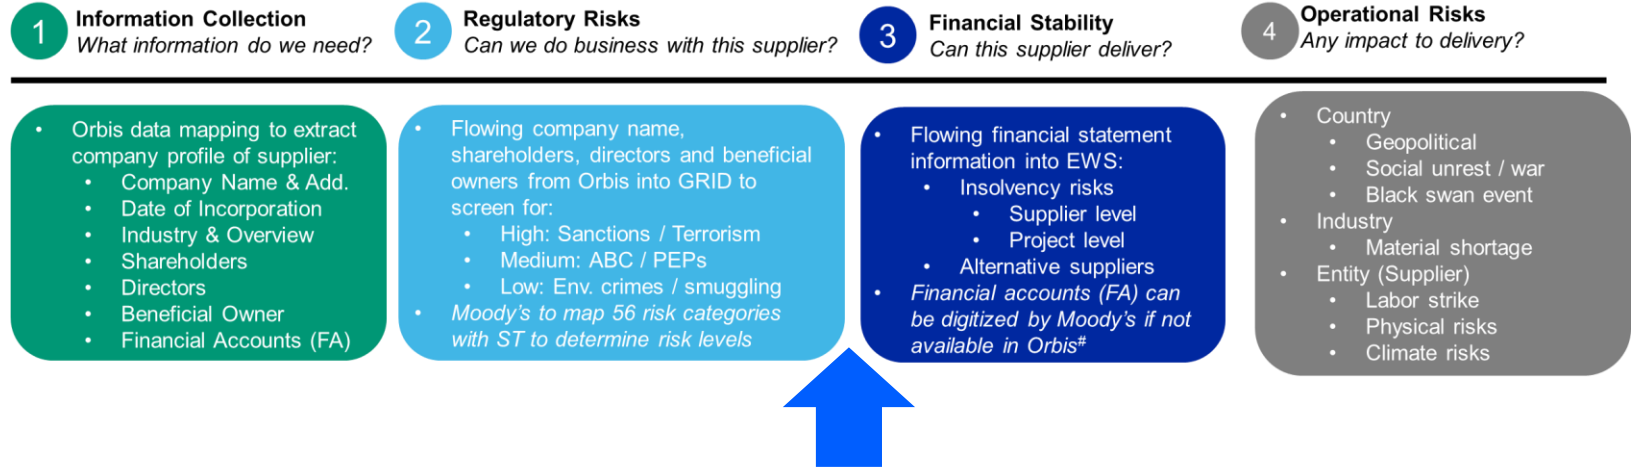 1
Information Collection
What information do we need?
2
Regulatory Risks
Can we do business with this supplier?
3
Financial Stability
Can this supplier deliver?
4
Operational Risks
Any impact to delivery?
• Orbis data mapping to extract
company profile of supplier:
• Company Name & Add.
• Date of Incorporation
• Industry & Overview
• Shareholders
• Directors
• Beneficial Owner
• Financial Accounts (FA)
• Flowing company name,
shareholders, directors and beneficial
owners from Orbis into GRID to
screen for:
• High: Sanctions / Terrorism
• Medium: ABC / PEPs
• Low: Env. crimes / smuggling
• Moody's to map 56 risk categories
with ST to determine risk levels
• Flowing financial statement
information into EWS:
• Insolvency risks
• Supplier level
• Project level
• Alternative suppliers
• Financial accounts (FA) can
be digitized by Moody's if not
available in Orbis#
• Country
• Geopolitical
• Social unrest / war
• Black swan event
• Industry
• Material shortage
• Entity (Supplier)
• Labor strike
• Physical risks
• Climate risks